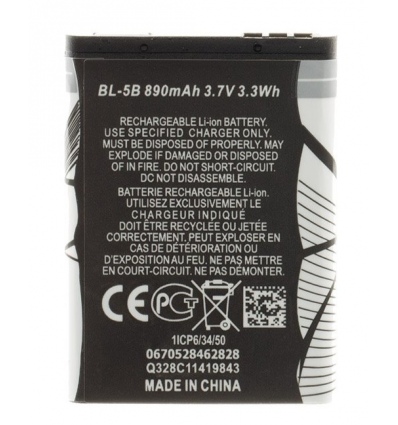 BL-5B 890mAh 3.7V 3.3Wh
RECHARGEABLE Li-ion BATTERY.
USE SPECIFIED CHARGER ONLY.
MUST BE DISPOSED OF PROPERLY.
MAY EXPLODE IF DAMAGED OR DISPOSED
OF IN FIRE. DO NOT SHORT-CIRCUIT.
DO NOT DISASSEMBLE.
BATTERIE RECHARGEABLE Li-ion.
UTILISEZ EXCLUSIVEMENT LE
CHARGEUR INDIQUÉ
DOIT ÊTRE RECYCLÉE OU JETÉE
CORRECTEMENT. PEUT EXPLOSER EN
CAS DE DÉTÉRIORATION OU AU
FEU. NE PAS METTRE EN
COURT-CIRCUIT. NE PAS DÉMONTER.
CE PCT
1ICP6/34/50
0670528462828
Q328C11419843
MADE IN CHINA